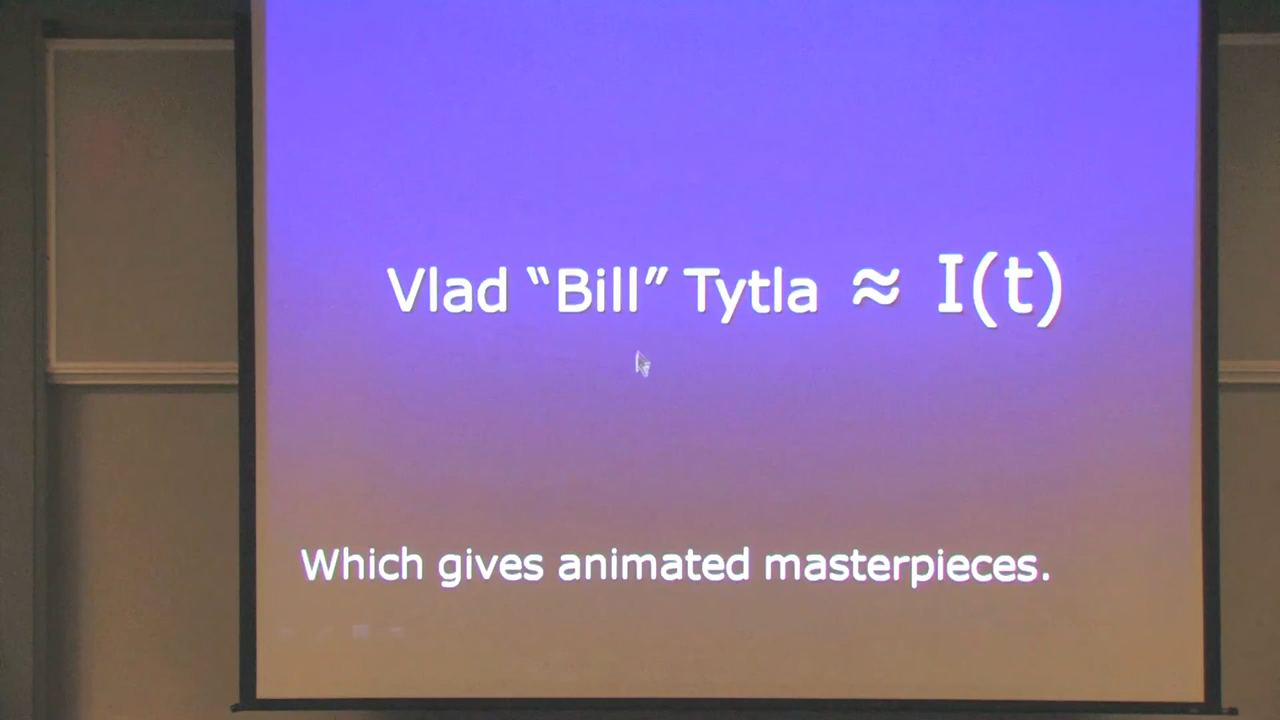 Vlad “Bill” Tytla ≈ I(t)
Which gives animated masterpieces.